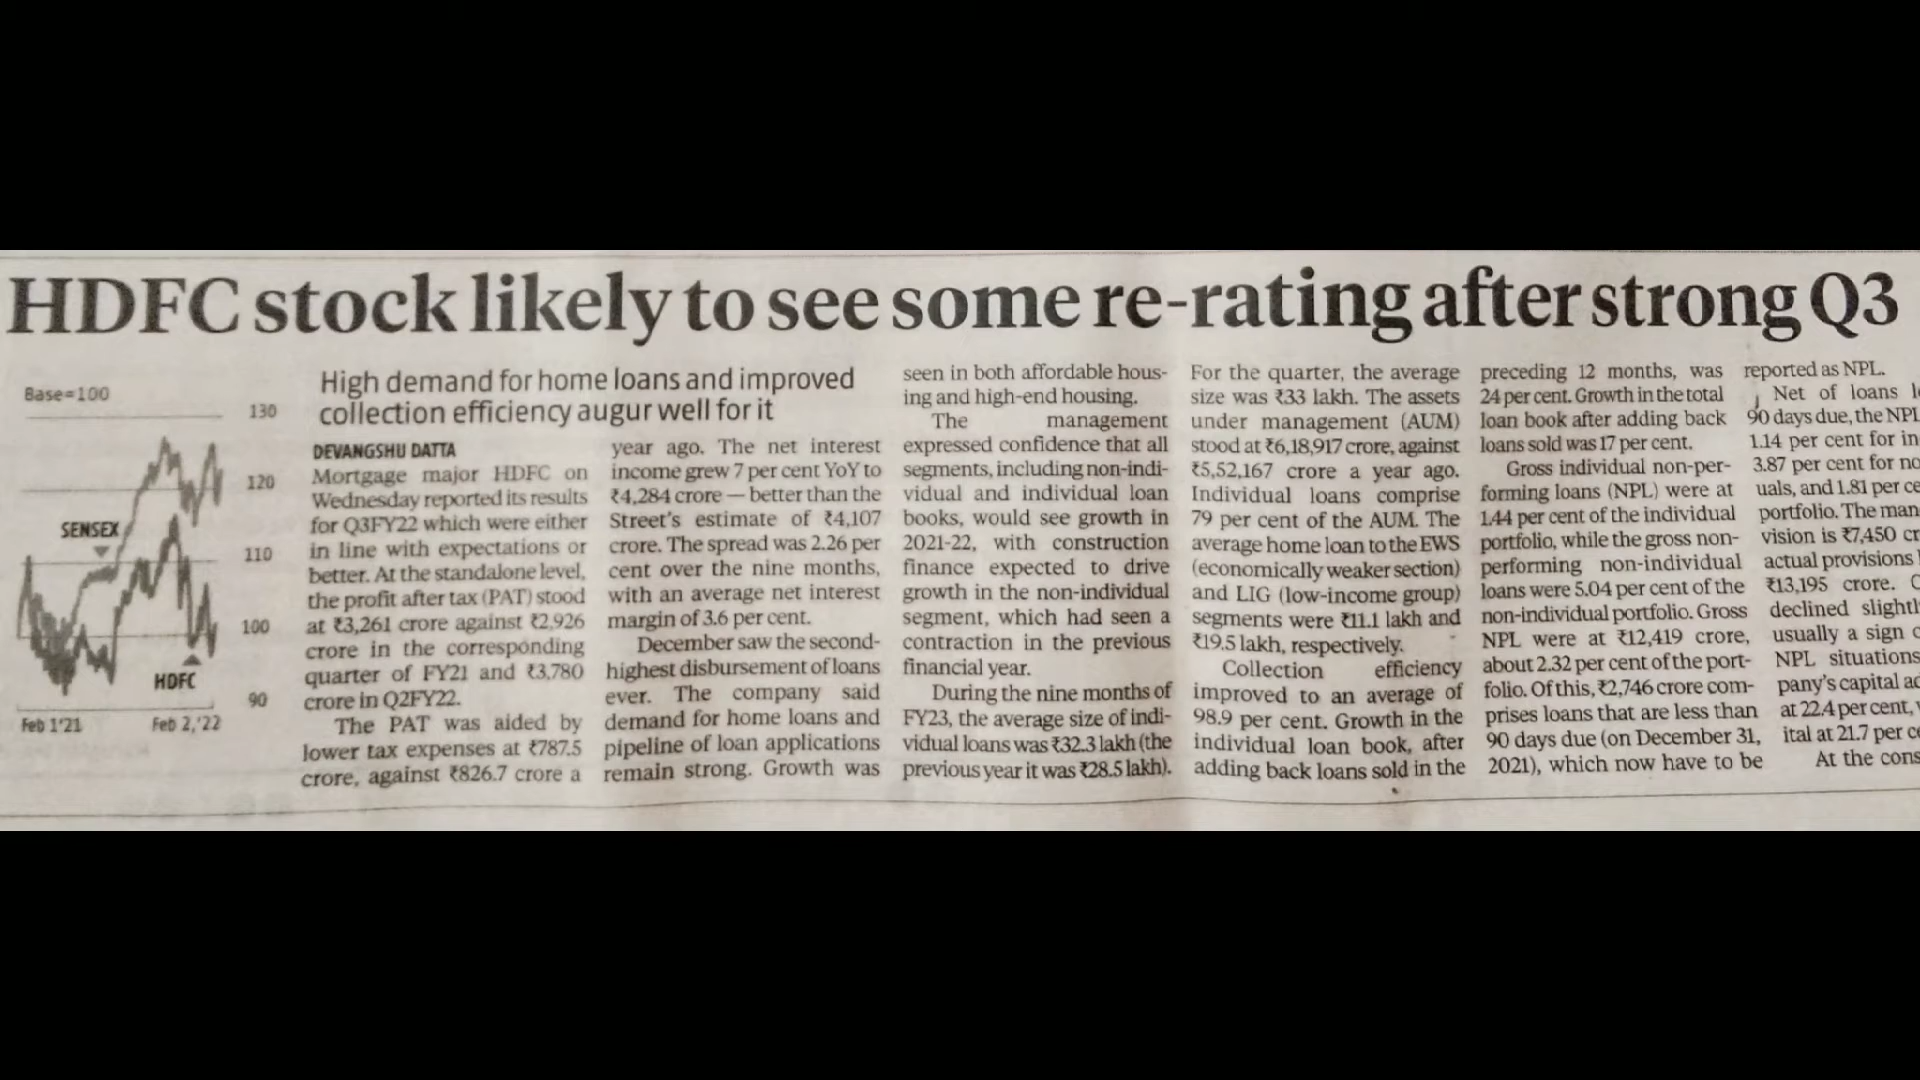 HDFC stock likely to see some re-rating after strong Q3
Base=100
130
120
SENSEX
110
100
HDFC
90
Feb 1'21 Feb 2,'22
High demand for home loans and improved
collection efficiency augur well for it
DEVANGSHU DATTA
Mortgage major HDFC on
Wednesday reported its results
for Q3FY22 which were either
in line with expectations or
better. At the standalone level,
the profit after tax (PAT) stood
at ₹3,261 crore against ₹2,926
crore in the corresponding
quarter of FY21 and ₹3,780
crore in Q2FY22.
The PAT was aided by
lower tax expenses at ₹787.5
crore, against ₹826.7 crore a
year ago. The net interest
income grew 7 per cent YoY to
₹4,284 crore — better than the
Street's estimate of ₹4,107
crore. The spread was 2.26 per
cent over the nine months,
with an average net interest
margin of 3.6 per cent.
December saw the second-
highest disbursement of loans
ever. The company said
demand for home loans and
pipeline of loan applications
remain strong. Growth was
seen in both affordable hous-
ing and high-end housing.
The management
expressed confidence that all
segments, including non-indi-
vidual and individual loan
books, would see growth in
2021-22, with construction
finance expected to drive
growth in the non-individual
segment, which had seen a
contraction in the previous
financial year.
During the nine months of
FY23, the average size of indi-
vidual loans was ₹32.3 lakh (the
previous year it was ₹28.5 lakh).
For the quarter, the average
size was ₹33 lakh. The assets
under management (AUM)
stood at ₹6,18,917 crore, against
₹5,52,167 crore a year ago.
Individual loans comprise
79 per cent of the AUM. The
average home loan to the EWS
(economically weaker section)
and LIG (low-income group)
segments were ₹11.1 lakh and
₹19.5 lakh, respectively.
Collection efficiency
improved to an average of
98.9 per cent. Growth in the
individual loan book, after
adding back loans sold in the
preceding 12 months, was
24 per cent. Growth in the total
loan book after adding back
loans sold was 17 per cent.
Gross individual non-per-
forming loans (NPL) were at
1.44 per cent of the individual
portfolio, while the gross non-
performing non-individual
loans were 5.04 per cent of the
non-individual portfolio. Gross
NPL were at ₹12,419 crore,
about 2.32 per cent of the port-
folio. Of this, ₹2,746 crore com-
prises loans that are less than
90 days due (on December 31,
2021), which now have to be
reported as NPL.
Net of loans
90 days due, the NPL
1.14 per cent for in
3.87 per cent for no
uals, and 1.81 per ce
portfolio. The man
vision is ₹7,450 cr
actual provisions
₹13,195 crore.
declined slightl
usually a sign
NPL situations
pany's capital ac
at 22.4 per cent,
ital at 21.7 per ce
At the cons